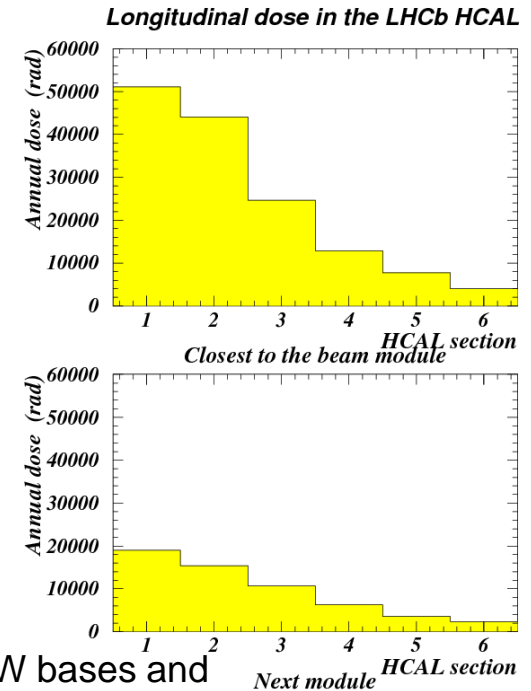 Longitudinal dose in the LHCb HCAL
Annual dose (rad)
60000
50000
40000
30000
20000
10000
0
1 2 3 4 5 6
HCAL section
Closest to the beam module
Annual dose (rad)
60000
50000
40000
30000
20000
10000
0
1 2 3 4 5 6
HCAL section
Next module
W bases and